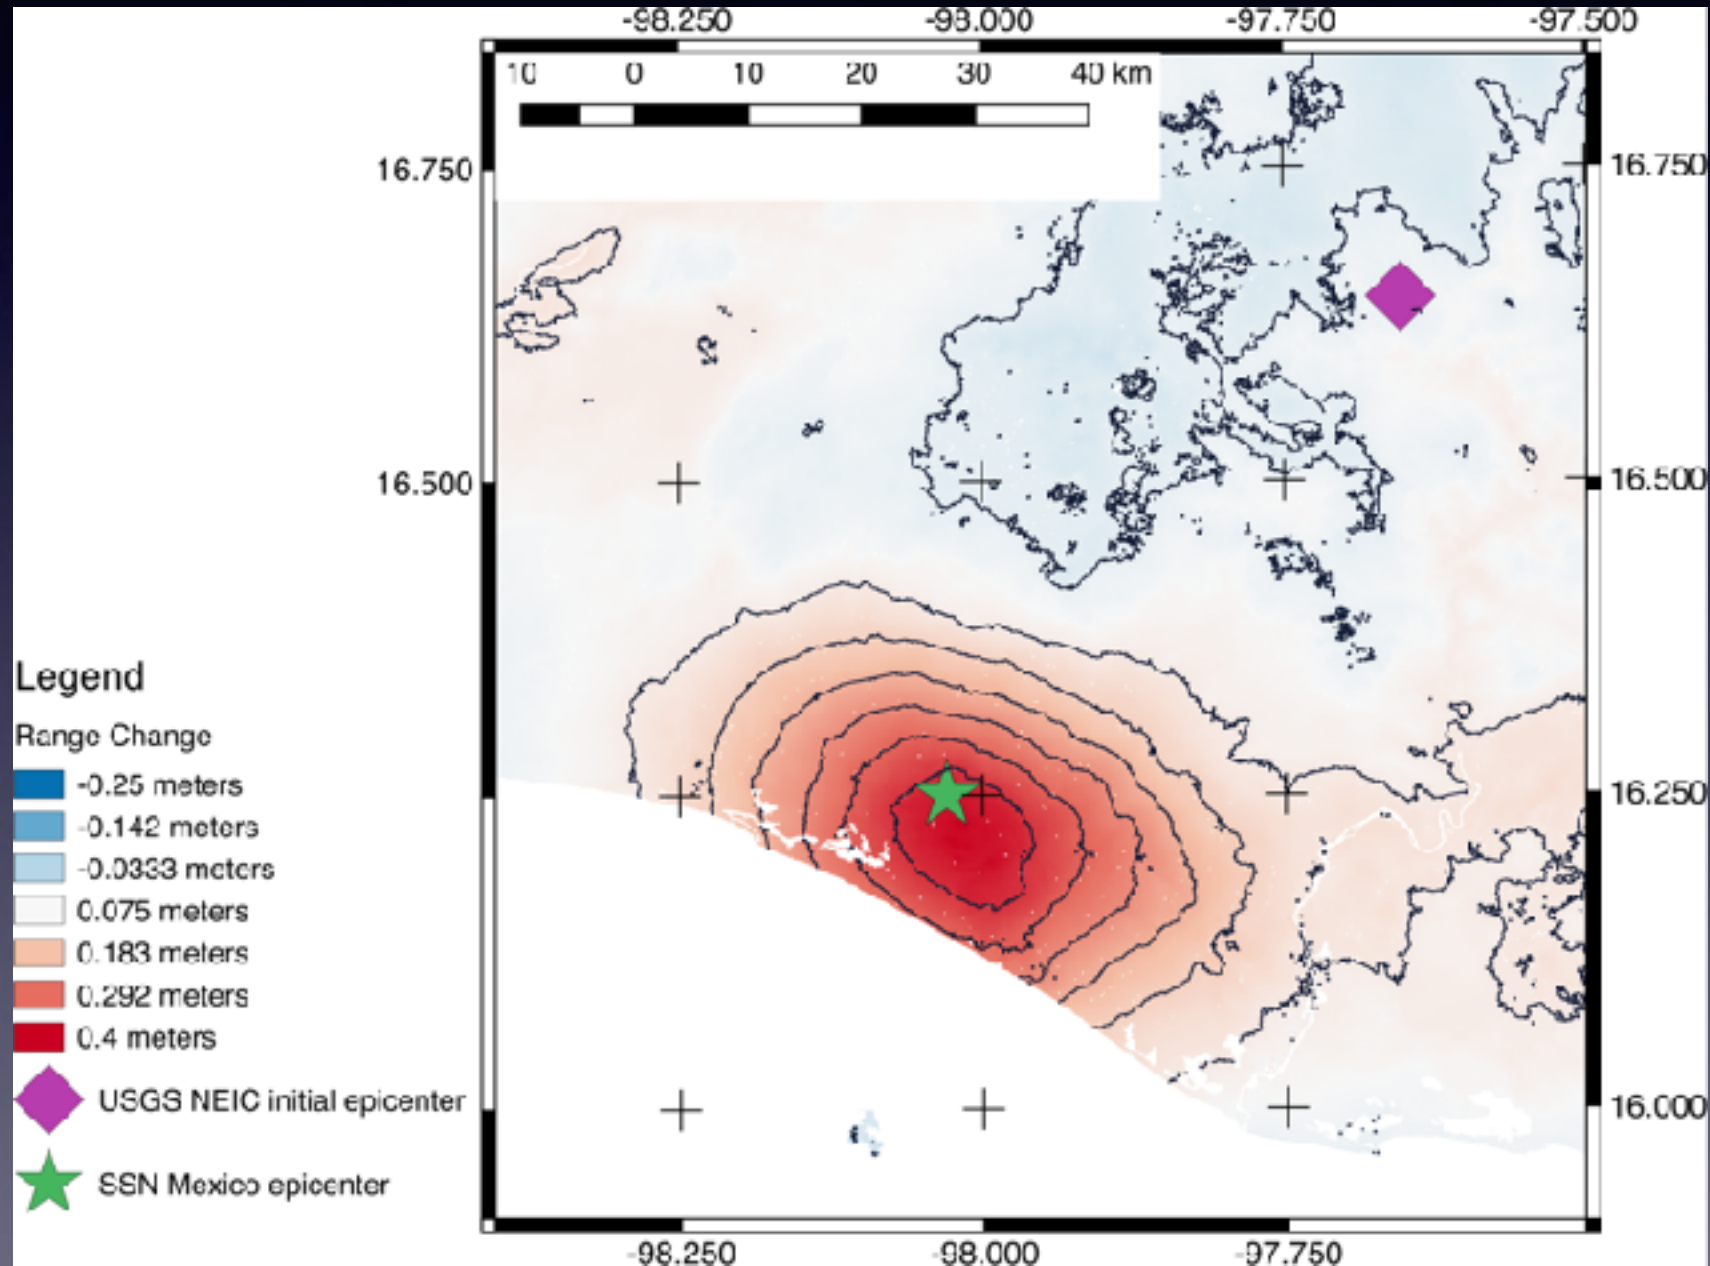 -98.250 -98.000 -97.750 -97.500
10 0 10 20 30 40 km
16.750 16.750
16.500 16.500
Legend
Range Change
-0.25 meters
16.250
-0.142 meters
-0.0333 meters
0.075 meters
0.183 meters
0.292 meters
0.4 meters
USGS NEIC initial epicenter
16.000
SSN Mexico epicenter
-98.250 -98.000 -97.750